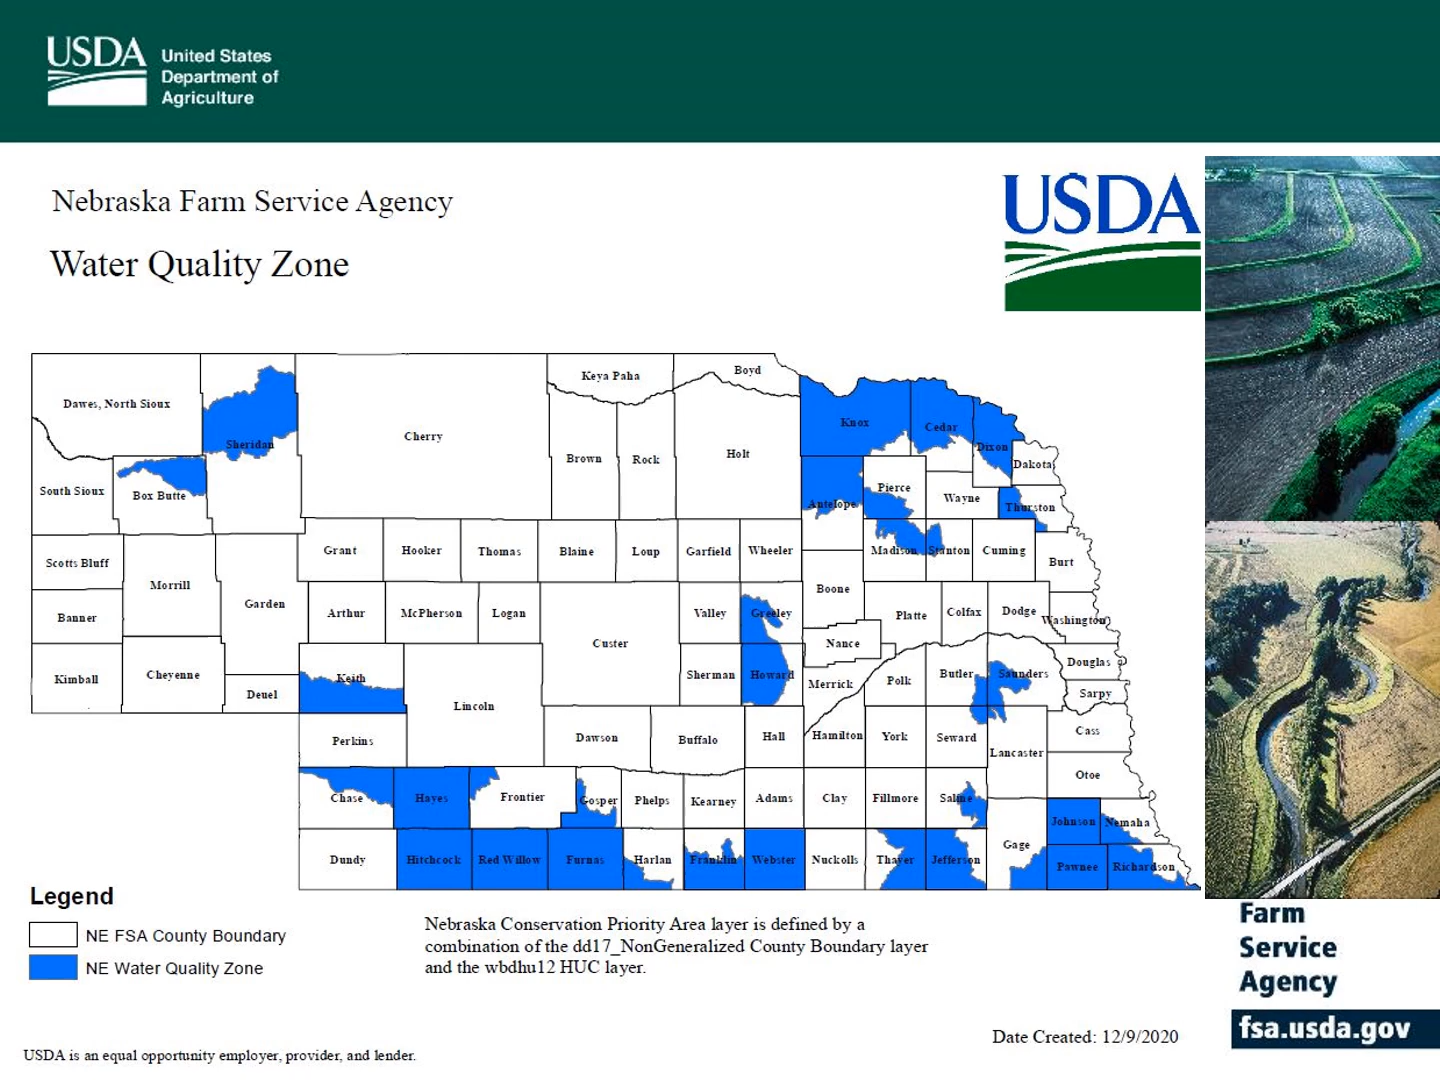 USDA
United States
Department of
Agriculture
Nebraska Farm Service Agency
Water Quality Zone
USDA
Dawes, North Sioux
Sheridan
Cherry
Keya Paha
Boyd
Knox
Cedar
Dixon
Dakota
South Sioux
Box Butte
Brown
Rock
Holt
Antelope
Pierce
Wayne
Thurston
Scotts Bluff
Morrill
Garden
Grant
Hooker
Thomas
Blaine
Loup
Garfield
Wheeler
Boone
Madison
Stanton
Cuming
Burt
Banner
Arthur
McPherson
Logan
Custer
Valley
Greeley
Nance
Platte
Colfax
Dodge
Washington
Kimball
Cheyenne
Deuel
Keith
Lincoln
Sherman
Howard
Merrick
Polk
Butler
Saunders
Douglas
Sarpy
Perkins
Dawson
Buffalo
Hall
Hamilton
York
Seward
Lancaster
Cass
Otoe
Chase
Hayes
Frontier
Gosper
Phelps
Kearney
Adams
Clay
Fillmore
Saline
Johnson
Nemaha
Dundy
Hitchcock
Red Willow
Furnas
Harlan
Franklin
Webster
Nuckolls
Thayer
Jefferson
Gage
Pawnee
Richardson
Legend
NE FSA County Boundary
NE Water Quality Zone
Nebraska Conservation Priority Area layer is defined by a
combination of the dd17_NonGeneralized County Boundary layer
and the wbdhu12 HUC layer.
Farm
Service
Agency
fsa.usda.gov
Date Created: 12/9/2020
USDA is an equal opportunity employer, provider, and lender.